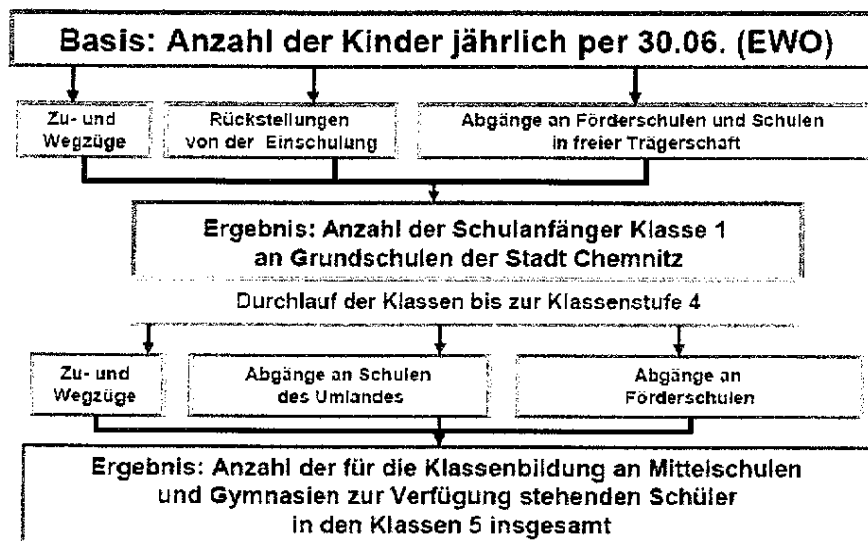 Basis: Anzahl der Kinder jährlich per 30.06. (EWO)
Zu- und
Wegzüge
Rückstellungen
von der Einschulung
Abgänge an Förderschulen und Schulen
in freier Trägerschaft
Ergebnis: Anzahl der Schulanfänger Klasse 1
an Grundschulen der Stadt Chemnitz
Durchlauf der Klassen bis zur Klassenstufe 4
Zu- und
Wegzüge
Abgänge an Schulen
des Umlandes
Abgänge an
Förderschulen
Ergebnis: Anzahl der für die Klassenbildung an Mittelschulen
und Gymnasien zur Verfügung stehenden Schüler
in den Klassen 5 insgesamt